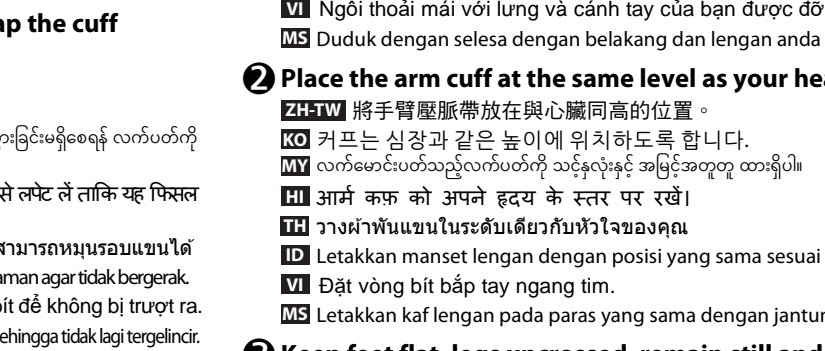 ap the cuff
လက်ပတ်ကို
से लपेट लें ताकि यह फिसल
สามารถหมุนรอบแขนได้
aman agar tidak bergerak.
bít để không bị trượt ra.
ehingga tidak lagi tergelincir.
VI Ngồi thoải mái với lưng và cánh tay của bạn được đỡ
MS Duduk dengan selesa dengan belakang dan lengan anda
2 Place the arm cuff at the same level as your hea
ZH-TW 將手臂壓脈帶放在與心臟同高的位置。
KO 커프는 심장과 같은 높이에 위치하도록 합니다.
MY လက်မောင်းပတ်သည့်လက်ပတ်ကို သင့်နှလုံးနှင့် အမြင့်အတူတူ ထားရှိပါ။
HI आर्म कफ़ को अपने हृदय के स्तर पर रखें।
TH วางผ้าพันแขนในระดับเดียวกับหัวใจของคุณ
ID Letakkan manset lengan dengan posisi yang sama sesuai
VI Đặt vòng bít bắp tay ngang tim.
MS Letakkan kaf lengan pada paras yang sama dengan jantun
3 Keep feet flat, legs uncrossed, remain still and